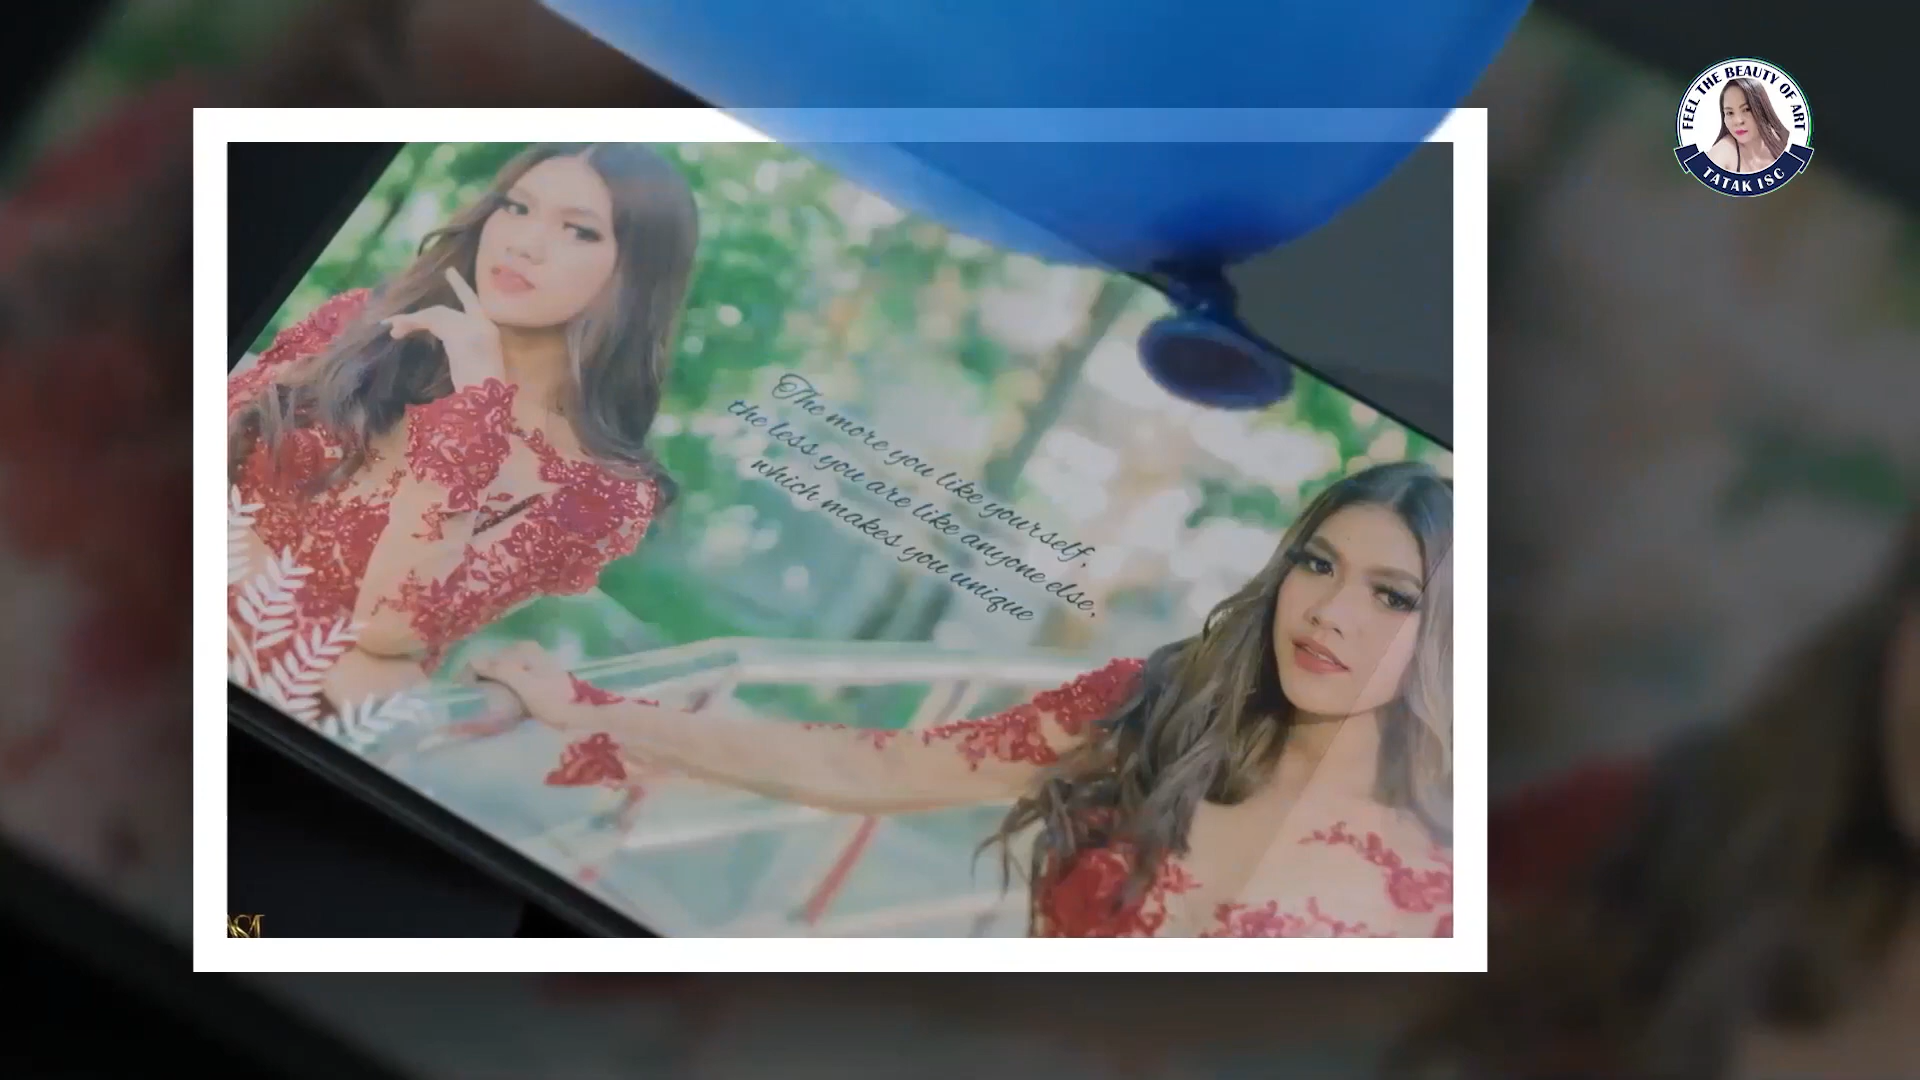 FEEL THE BEAUTY OF ART
TATAK ISC
The more you like yourself,
the less you are like anyone else,
which makes you unique